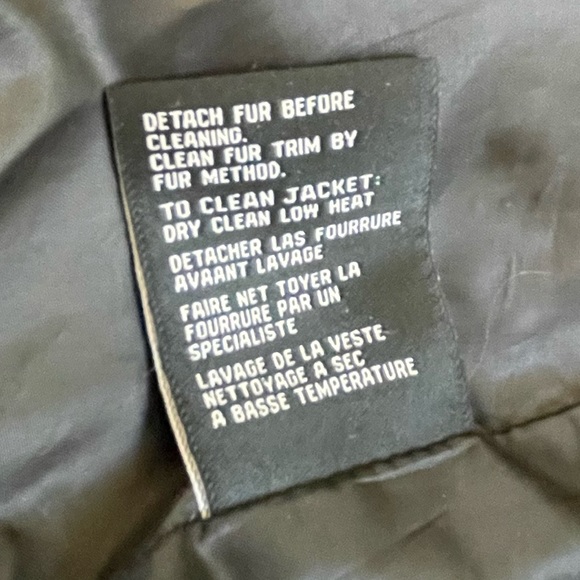 DETACH FUR BEFORE
CLEANING.
CLEAN FUR TRIM BY
FUR METHOD.
TO CLEAN JACKET:
DRY CLEAN LOW HEAT
DETACHER LAS FOURRURE
AVAANT LAVAGE
FAIRE NET TOYER LA
FOURRURE PAR UN
SPECIALISTE
LAVAGE DE LA VESTE
NETTOYAGE A SEC
A BASSE TEMPERATURE